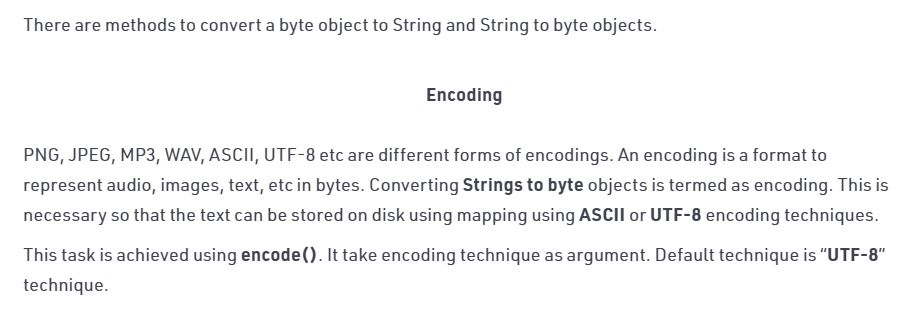 There are methods to convert a byte object to String and String to byte objects.
Encoding
PNG, JPEG, MP3, WAV, ASCII, UTF-8 etc are different forms of encodings. An encoding is a format to
represent audio, images, text, etc in bytes. Converting Strings to byte objects is termed as encoding. This is
necessary so that the text can be stored on disk using mapping using ASCII or UTF-8 encoding techniques.
This task is achieved using encode(). It take encoding technique as argument. Default technique is “UTF-8”
technique.